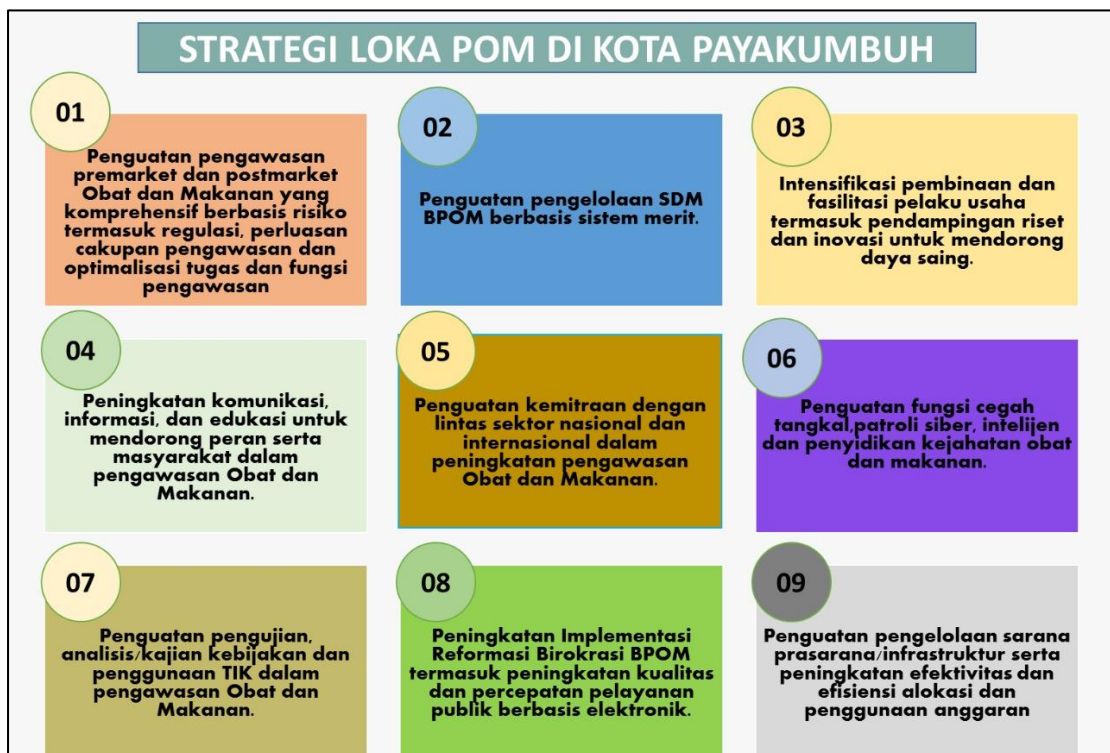 STRATEGI LOKA POM DI KOTA PAYAKUMBUH
01
Penguatan pengawasan
premarket dan postmarket
Obat dan Makanan yang
komprehensif berbasis risiko
termasuk regulasi, perluasan
cakupan pengawasan dan
optimalisasi tugas dan fungsi
pengawasan
02
Penguatan pengelolaan SDM
BPOM berbasis sistem merit.
03
Intensifikasi pembinaan dan
fasilitasi pelaku usaha
termasuk pendampingan riset
dan inovasi untuk mendorong
daya saing.
04
Peningkatan komunikasi,
informasi, dan edukasi untuk
mendorong peran serta
masyarakat dalam
pengawasan Obat dan
Makanan.
05
Penguatan kemitraan dengan
lintas sektor nasional dan
internasional dalam
peningkatan pengawasan
Obat dan Makanan.
06
Penguatan fungsi cegah
tangkal,patroli siber, intelijen
dan penyidikan kejahatan obat
dan makanan.
07
Penguatan pengujian,
analisis/kajian kebijakan dan
penggunaan TIK dalam
pengawasan Obat dan
Makanan.
08
Peningkatan Implementasi
Reformasi Birokrasi BPOM
termasuk peningkatan kualitas
dan percepatan pelayanan
publik berbasis elektronik.
09
Penguatan pengelolaan sarana
prasarana/infrastruktur serta
peningkatan efektivitas dan
efisiensi alokasi dan
penggunaan anggaran